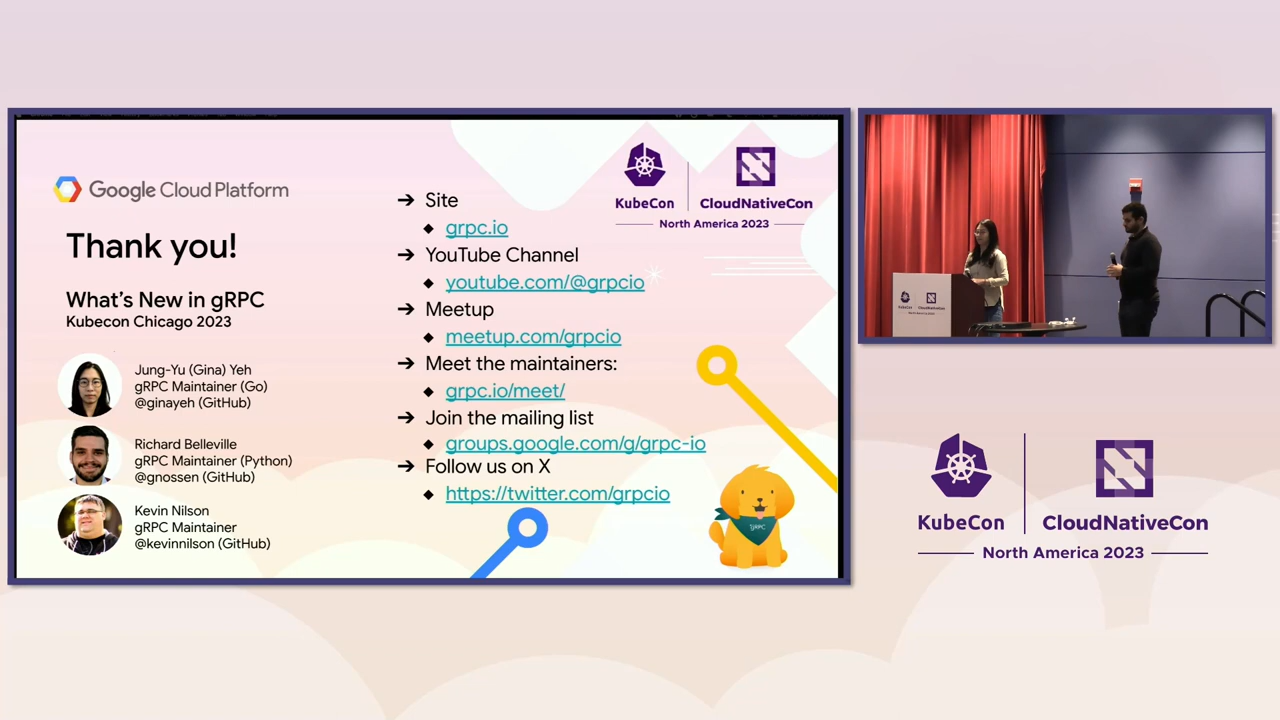 Google Cloud Platform
Thank you!
What's New in gRPC
Kubecon Chicago 2023
Jung-Yu (Gina) Yeh
gRPC Maintainer (Go)
@ginayeh (GitHub)
Richard Belleville
gRPC Maintainer (Python)
@gnossen (GitHub)
Kevin Nilson
gRPC Maintainer
@kevinnilson (GitHub)
➔ Site
◆ grpc.io
➔ YouTube Channel
◆ youtube.com/@grpcio
➔ Meetup
◆ meetup.com/grpcio
➔ Meet the maintainers:
◆ grpc.io/meet/
➔ Join the mailing list
◆ groups.google.com/g/grpc-io
➔ Follow us on X
◆ https://twitter.com/grpcio
KubeCon
CloudNativeCon
North America 2023
KubeCon
CloudNativeCon
KubeCon
CloudNativeCon
North America 2023